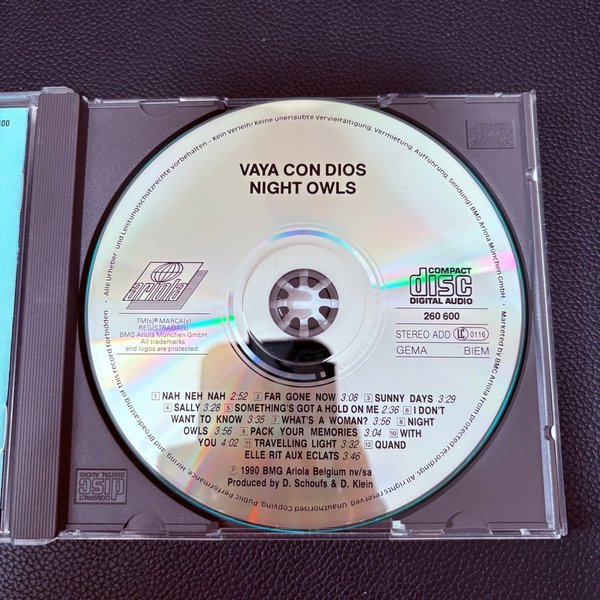 600
VAYA CON DIOS
NIGHT OWLS
ariola
TM(s)® MARCA(s)
REGISTRADA(s)
BMG Ariola München GmbH
All trademarks
and logos are protected.
COMPACT
disc
DIGITAL AUDIO
260 600
STEREO ADD LC 0116
GEMA BIEM
1 NAH NEH NAH 2:52 2 FAR GONE NOW 3:08 3 SUNNY DAYS 3:29
4 SALLY 3:28 5 SOMETHING'S GOT A HOLD ON ME 2:36 6 I DON'T
WANT TO KNOW 3:35 7 WHAT'S A WOMAN? 3:56 8 NIGHT
OWLS 3:56 9 PACK YOUR MEMORIES 3:04 10 WITH
YOU 4:02 11 TRAVELLING LIGHT 3:32 12 QUAND
ELLE RIT AUX ECLATS 3:46
℗ 1990 BMG Ariola Belgium nv/sa
Produced by D. Schoufs & D. Klein
Alle Urheber- und Leistungsschutzrechte vorbehalten – Kein Verleih! Keine unerlaubte Vervielfältigung, Vermietung, Aufführung, Sendung! BMG Ariola München GmbH. · Marketed by BMG Ariola from protected recordings. All rights reserved. Unauthorised Copying, Public Performance, Hiring and Broadcasting of this record forbidden.
COMPACT
disc
DIGITAL AUDIO